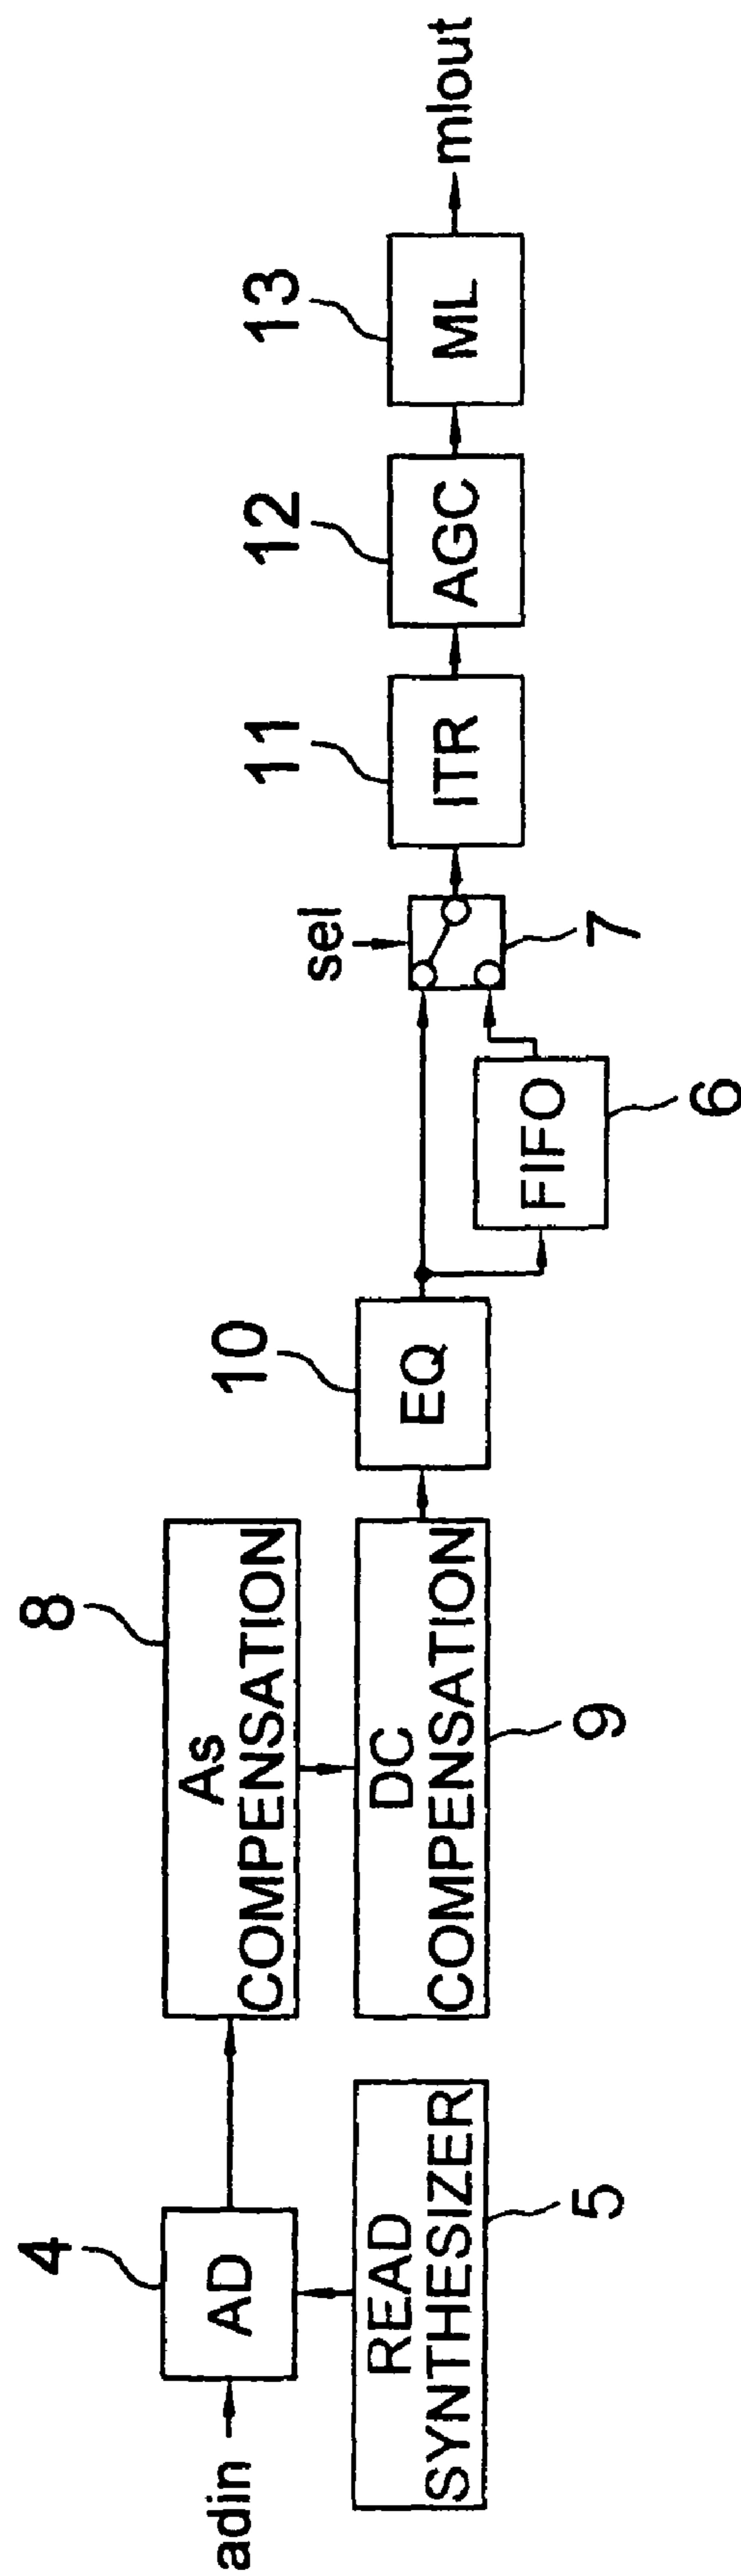 adin
4
AD
READ
SYNTHESIZER
5
8
As
COMPENSATION
DC
COMPENSATION
9
10
EQ
FIFO
6
sel
7
11
ITR
12
AGC
13
ML
mlout